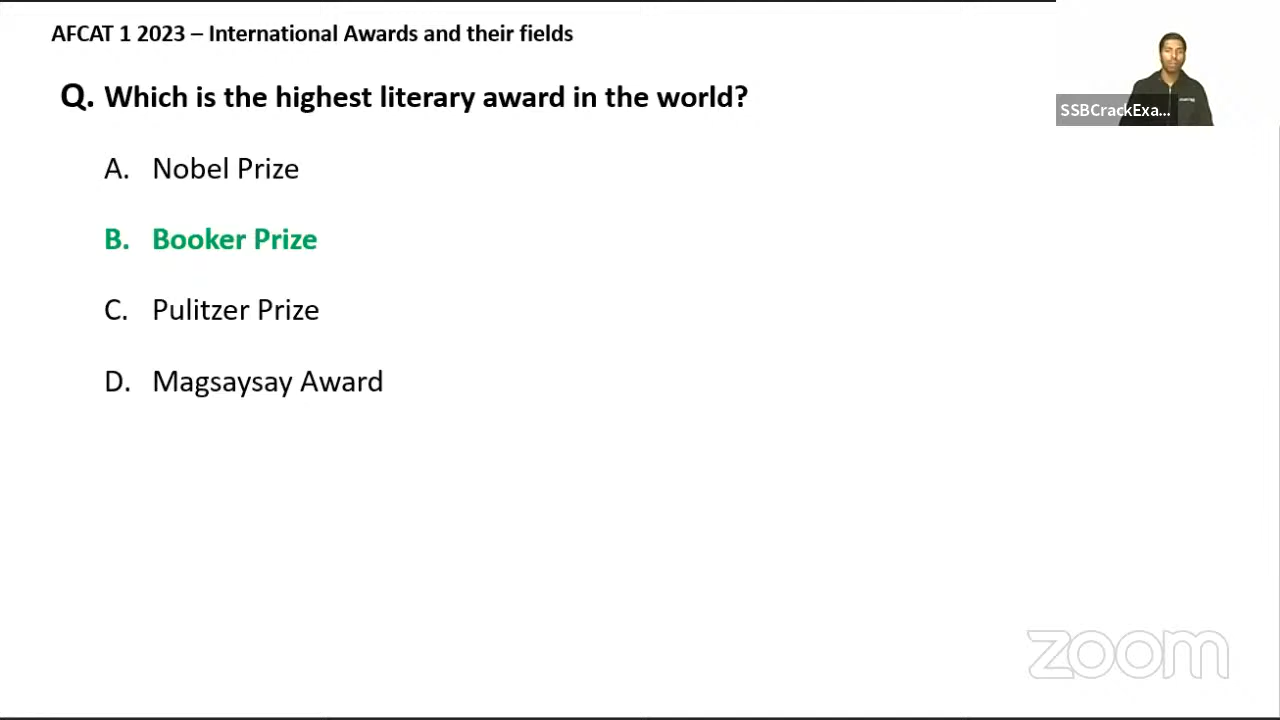 AFCAT 1 2023 – International Awards and their fields
Q. Which is the highest literary award in the world?
A. Nobel Prize
B. Booker Prize
C. Pulitzer Prize
D. Magsaysay Award
SSBCrackExa...
zoom